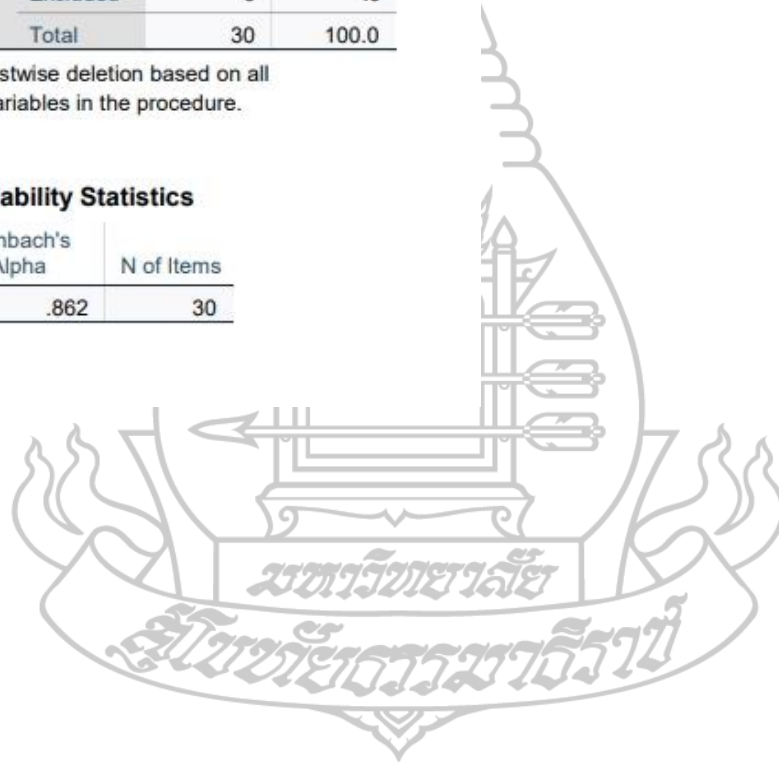 Total 30 100.0
stwise deletion based on all
ariables in the procedure.
ability Statistics
nbach's
Alpha N of Items
.862 30
มหาวิทยาลัย
สุโขทัยธรรมาธิราช